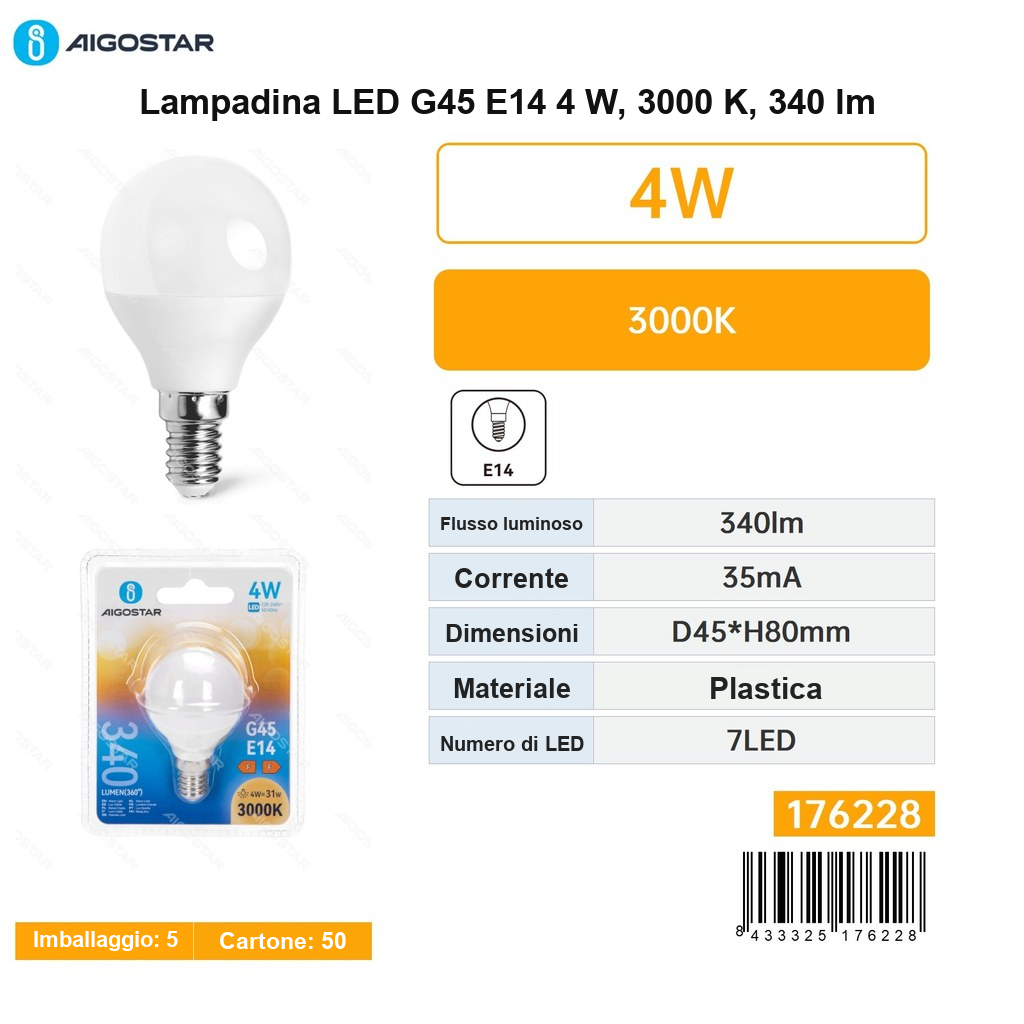 AIGOSTAR
Lampadina LED G45 E14 4 W, 3000 K, 340 lm
4W
3000K
E14
Flusso luminoso 340lm
Corrente 35mA
Dimensioni D45*H80mm
Materiale Plastica
Numero di LED 7LED
AIGOSTAR
4W
LED
340
LUMEN(360°)
G45
E14
F F
4W=31W
3000K
176228
8 433325 176228
Imballaggio: 5 Cartone: 50